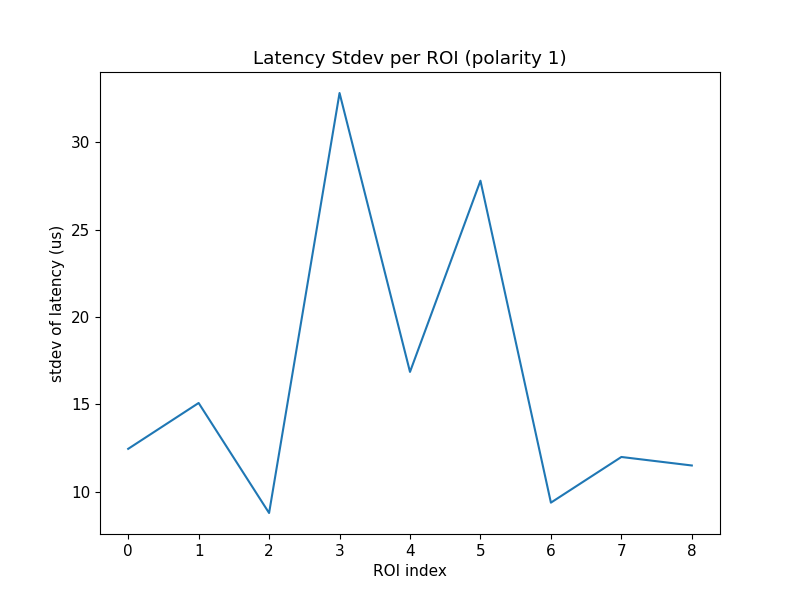 Latency Stdev per ROI (polarity 1)
stdev of latency (us)
30
25
20
15
10
0 1 2 3 4 5 6 7 8
ROI index